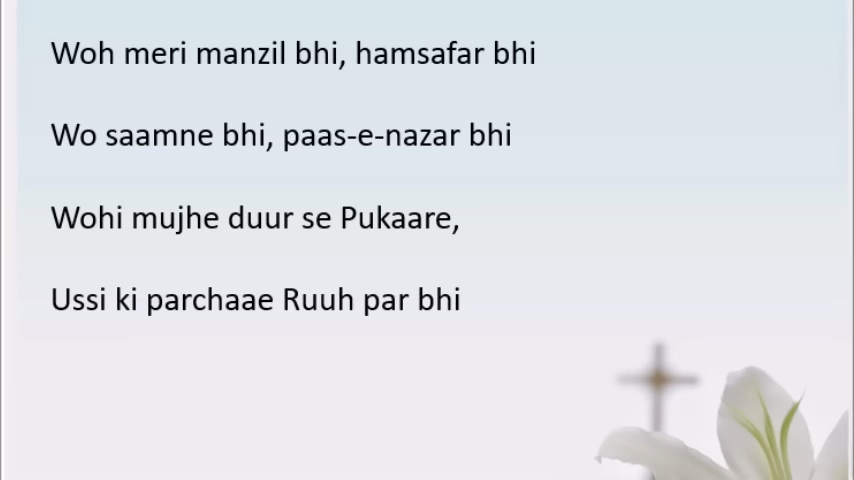 Woh meri manzil bhi, hamsafar bhi
Wo saamne bhi, paas-e-nazar bhi
Wohi mujhe duur se Pukaare,
Ussi ki parchaae Ruuh par bhi